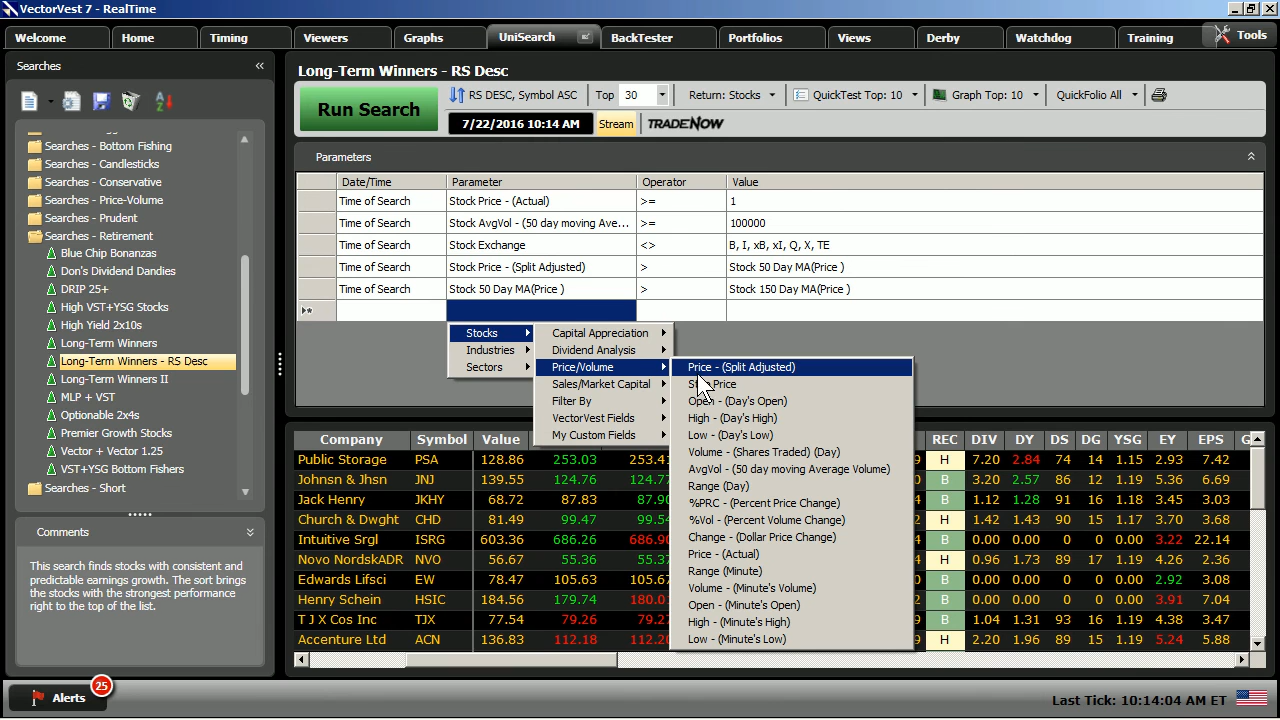 VectorVest 7 - RealTime
Welcome
Home
Timing
Viewers
Graphs
UniSearch
BackTester
Portfolios
Views
Derby
Watchdog
Training
Tools
Searches
Searches - Bottom Fishing
Searches - Candlesticks
Searches - Conservative
Searches - Price-Volume
Searches - Prudent
Searches - Retirement
Blue Chip Bonanzas
Don's Dividend Dandies
DRIP 25+
High VST+YSG Stocks
High Yield 2x10s
Long-Term Winners
Long-Term Winners - RS Desc
Long-Term Winners II
MLP + VST
Optionable 2x4s
Premier Growth Stocks
Vector + Vector 1.25
VST+YSG Bottom Fishers
Searches - Short
Comments
This search finds stocks with consistent and
predictable earnings growth. The sort brings
the stocks with the strongest performance
right to the top of the list.
Long-Term Winners - RS Desc
Run Search
RS DESC, Symbol ASC
Top 30
Return: Stocks
QuickTest Top: 10
Graph Top: 10
QuickFolio All
7/22/2016 10:14 AM
Stream
TRADENOW
Parameters
Date/Time Parameter Operator Value
Time of Search Stock Price - (Actual) >= 1
Time of Search Stock AvgVol - (50 day moving Ave... >= 100000
Time of Search Stock Exchange <> B, I, xB, xI, Q, X, TE
Time of Search Stock Price - (Split Adjusted) > Stock 50 Day MA(Price )
Time of Search Stock 50 Day MA(Price ) > Stock 150 Day MA(Price )
Stocks
Industries
Sectors
Capital Appreciation
Dividend Analysis
Price/Volume
Sales/Market Capital
Filter By
VectorVest Fields
My Custom Fields
Price - (Split Adjusted)
Price
Open - (Day's Open)
High - (Day's High)
Low - (Day's Low)
Volume - (Shares Traded) (Day)
AvgVol - (50 day moving Average Volume)
Range (Day)
%PRC - (Percent Price Change)
%Vol - (Percent Volume Change)
Change - (Dollar Price Change)
Price - (Actual)
Range (Minute)
Volume - (Minute's Volume)
Open - (Minute's Open)
High - (Minute's High)
Low - (Minute's Low)
Company Symbol Value REC DIV DY DS DG YSG EY EPS
Public Storage PSA 128.86 253.03 253.41 H 7.20 2.84 74 14 1.15 2.93 7.42
Johnsn & Jhsn JNJ 139.55 124.76 124.77 B 3.20 2.57 86 12 1.19 5.36 6.69
Jack Henry JKHY 68.72 87.83 87.90 B 1.12 1.28 91 16 1.18 3.45 3.03
Church & Dwght CHD 81.49 99.47 99.54 H 1.42 1.43 90 15 1.17 3.70 3.68
Intuitive Srgl ISRG 603.36 686.26 686.90 B 0.00 0.00 0 0 0.00 3.22 22.14
Novo NordskADR NVO 56.67 55.36 55.37 H 0.96 1.73 89 17 1.19 4.26 2.36
Edwards Lifsci EW 78.47 105.63 105.67 B 0.00 0.00 0 0 0.00 2.92 3.08
Henry Schein HSIC 184.56 179.74 180.01 B 0.00 0.00 0 0 0.00 3.91 7.04
T J X Cos Inc TJX 77.54 79.26 79.27 B 1.04 1.31 93 16 1.19 4.38 3.47
Accenture Ltd ACN 136.83 112.18 112.20 H 2.20 1.96 89 15 1.19 5.24 5.88
Alerts
25
Last Tick: 10:14:04 AM ET